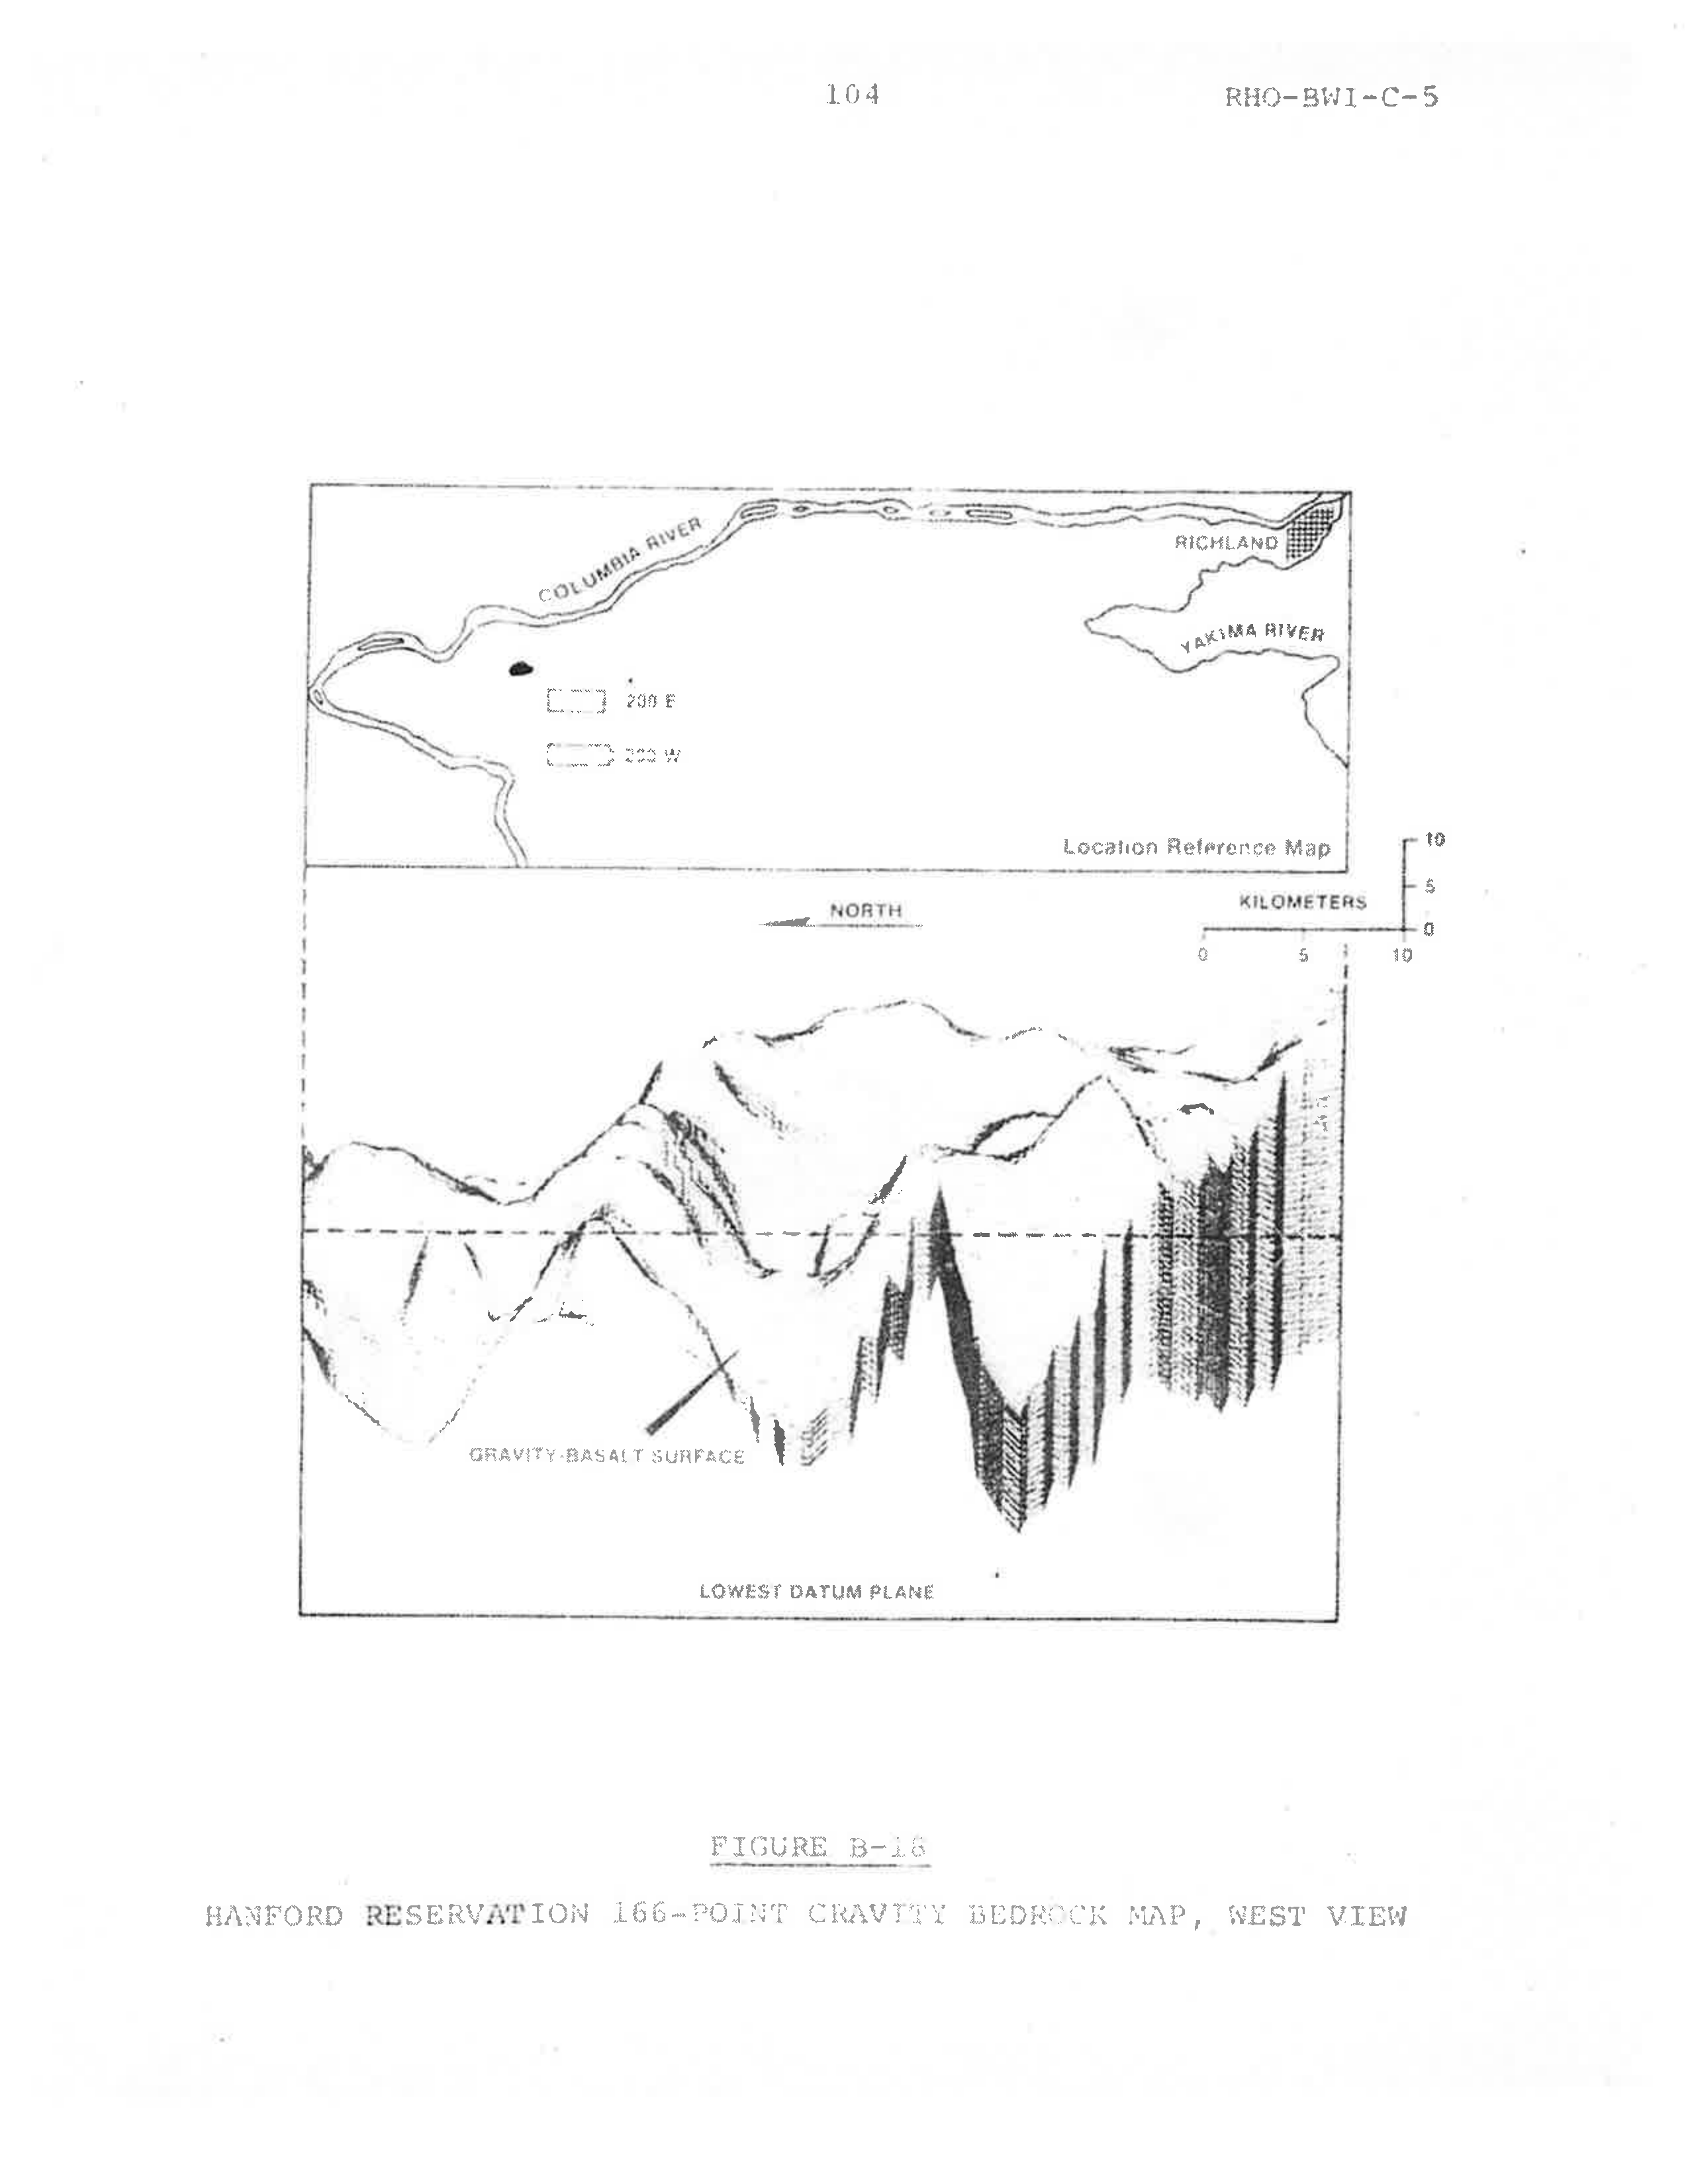 104
RHO-BWI-C-5
COLUMBIA RIVER
RICHLAND
YAKIMA RIVER
200 E
200 W
Location Reference Map
10
5
0
KILOMETERS
0 5 10
NORTH
GRAVITY-BASALT SURFACE
LOWEST DATUM PLANE
FIGURE B-18
HANFORD RESERVATION 166-POINT GRAVITY BEDROCK MAP, WEST VIEW